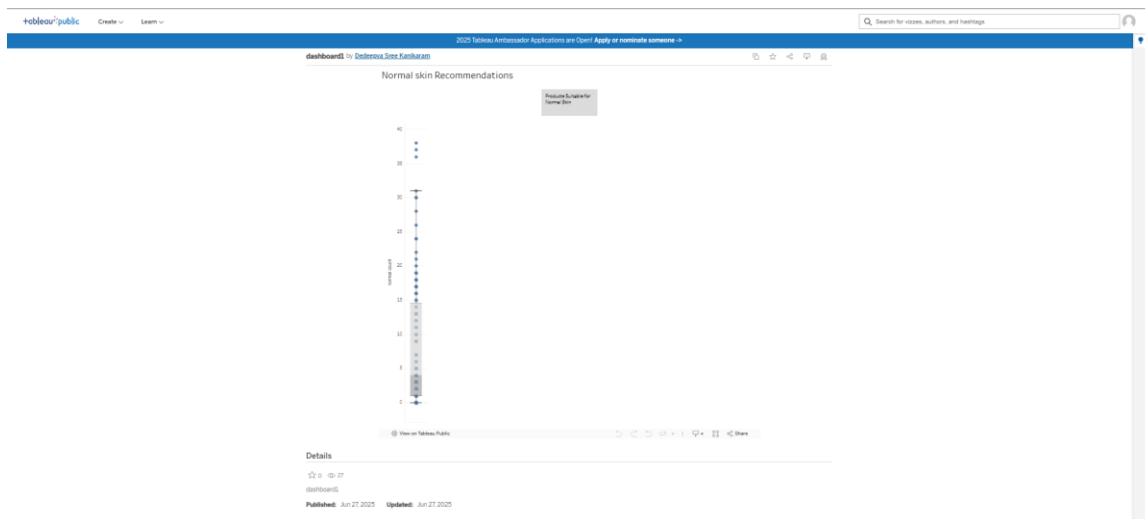 +ableau public
Create
Learn
Search for vizzes, authors, and hashtags
2025 Tableau Ambassador Applications are Open! Apply or nominate someone ->
dashboard1 by Dedeepya Sree Kanikaram
Normal skin Recommendations
Products Suitable for
Normal Skin
40
35
30
25
20
15
10
5
0
normal count
View on Tableau Public
Share
Details
0
27
dashboard1
Published: Jun 27, 2025
Updated: Jun 27, 2025